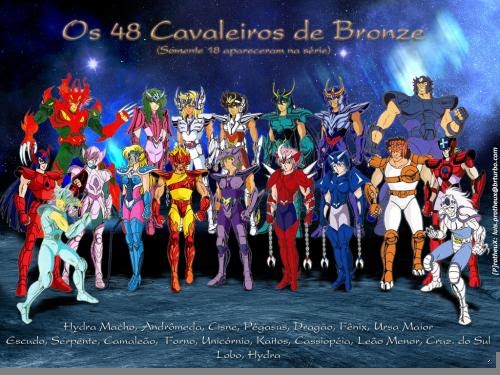 Os 48 Cavaleiros de Bronze
(Sómente 18 apareceram na série)
Hydra Macho, Andrômeda, Cisne, Pégasus, Dragão, Fênix, Ursa Maior
Escudo, Serpente, Camaleão, Forno, Unicórnio, Kaitos, Cassiopéia, Leão Menor, Cruz. do Sul
Lobo, Hydra